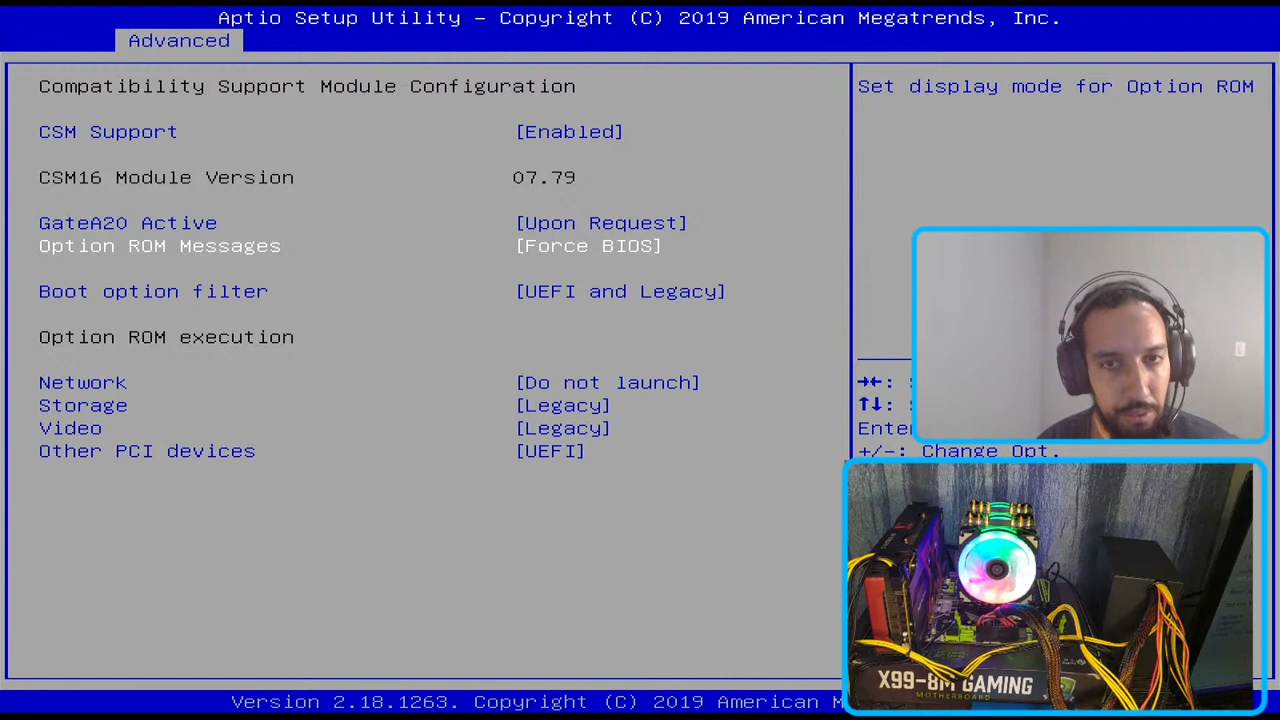 Aptio Setup Utility – Copyright (C) 2019 American Megatrends, Inc.
Advanced
Compatibility Support Module Configuration
CSM Support [Enabled]
CSM16 Module Version 07.79
GateA20 Active [Upon Request]
Option ROM Messages [Force BIOS]
Boot option filter [UEFI and Legacy]
Option ROM execution
Network [Do not launch]
Storage [Legacy]
Video [Legacy]
Other PCI devices [UEFI]
Set display mode for Option ROM
→←: S
↑↓: S
Enter
+/-: Change Opt.
X99-8M GAMING
MOTHERBOARD
Version 2.18.1263. Copyright (C) 2019 American M